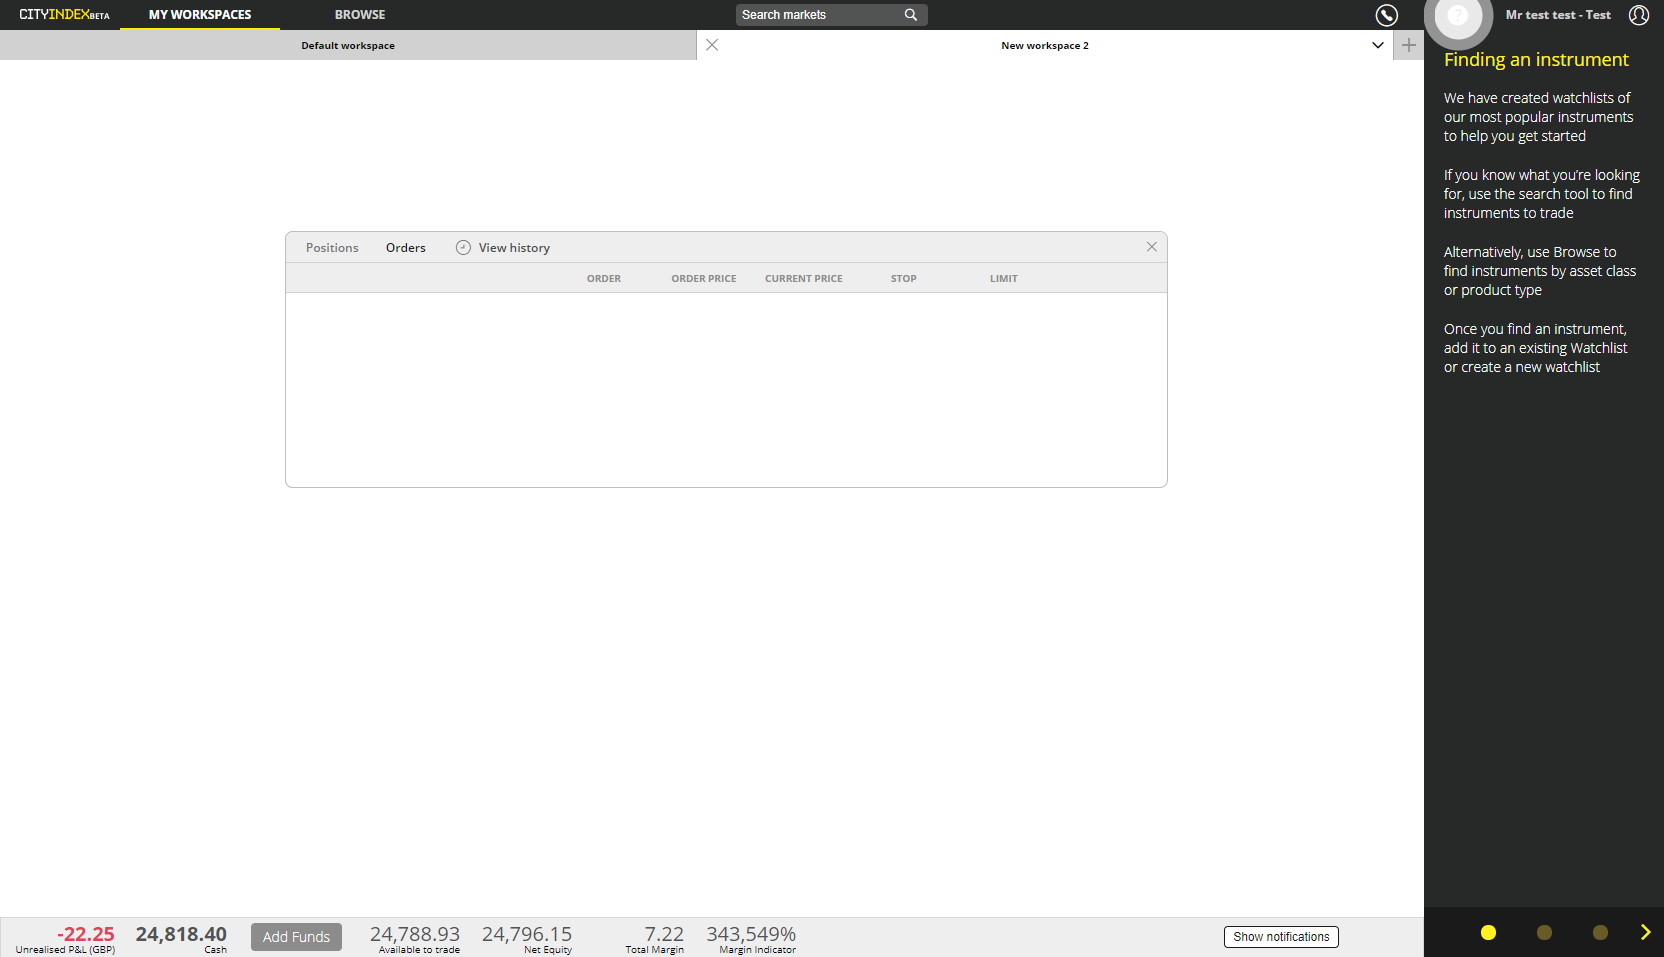 CITYINDEXBETA MY WORKSPACES BROWSE Search markets ? Mr test test - Test
Default workspace New workspace 2
Finding an instrument
We have created watchlists of
our most popular instruments
to help you get started
If you know what you're looking
for, use the search tool to find
instruments to trade
Alternatively, use Browse to
find instruments by asset class
or product type
Once you find an instrument,
add it to an existing Watchlist
or create a new watchlist
Positions Orders View history
ORDER ORDER PRICE CURRENT PRICE STOP LIMIT
-22.25 24,818.40 Add Funds 24,788.93 24,796.15 7.22 343,549% Show notifications
Unrealised P&L (GBP) Cash Available to trade Net Equity Total Margin Margin Indicator